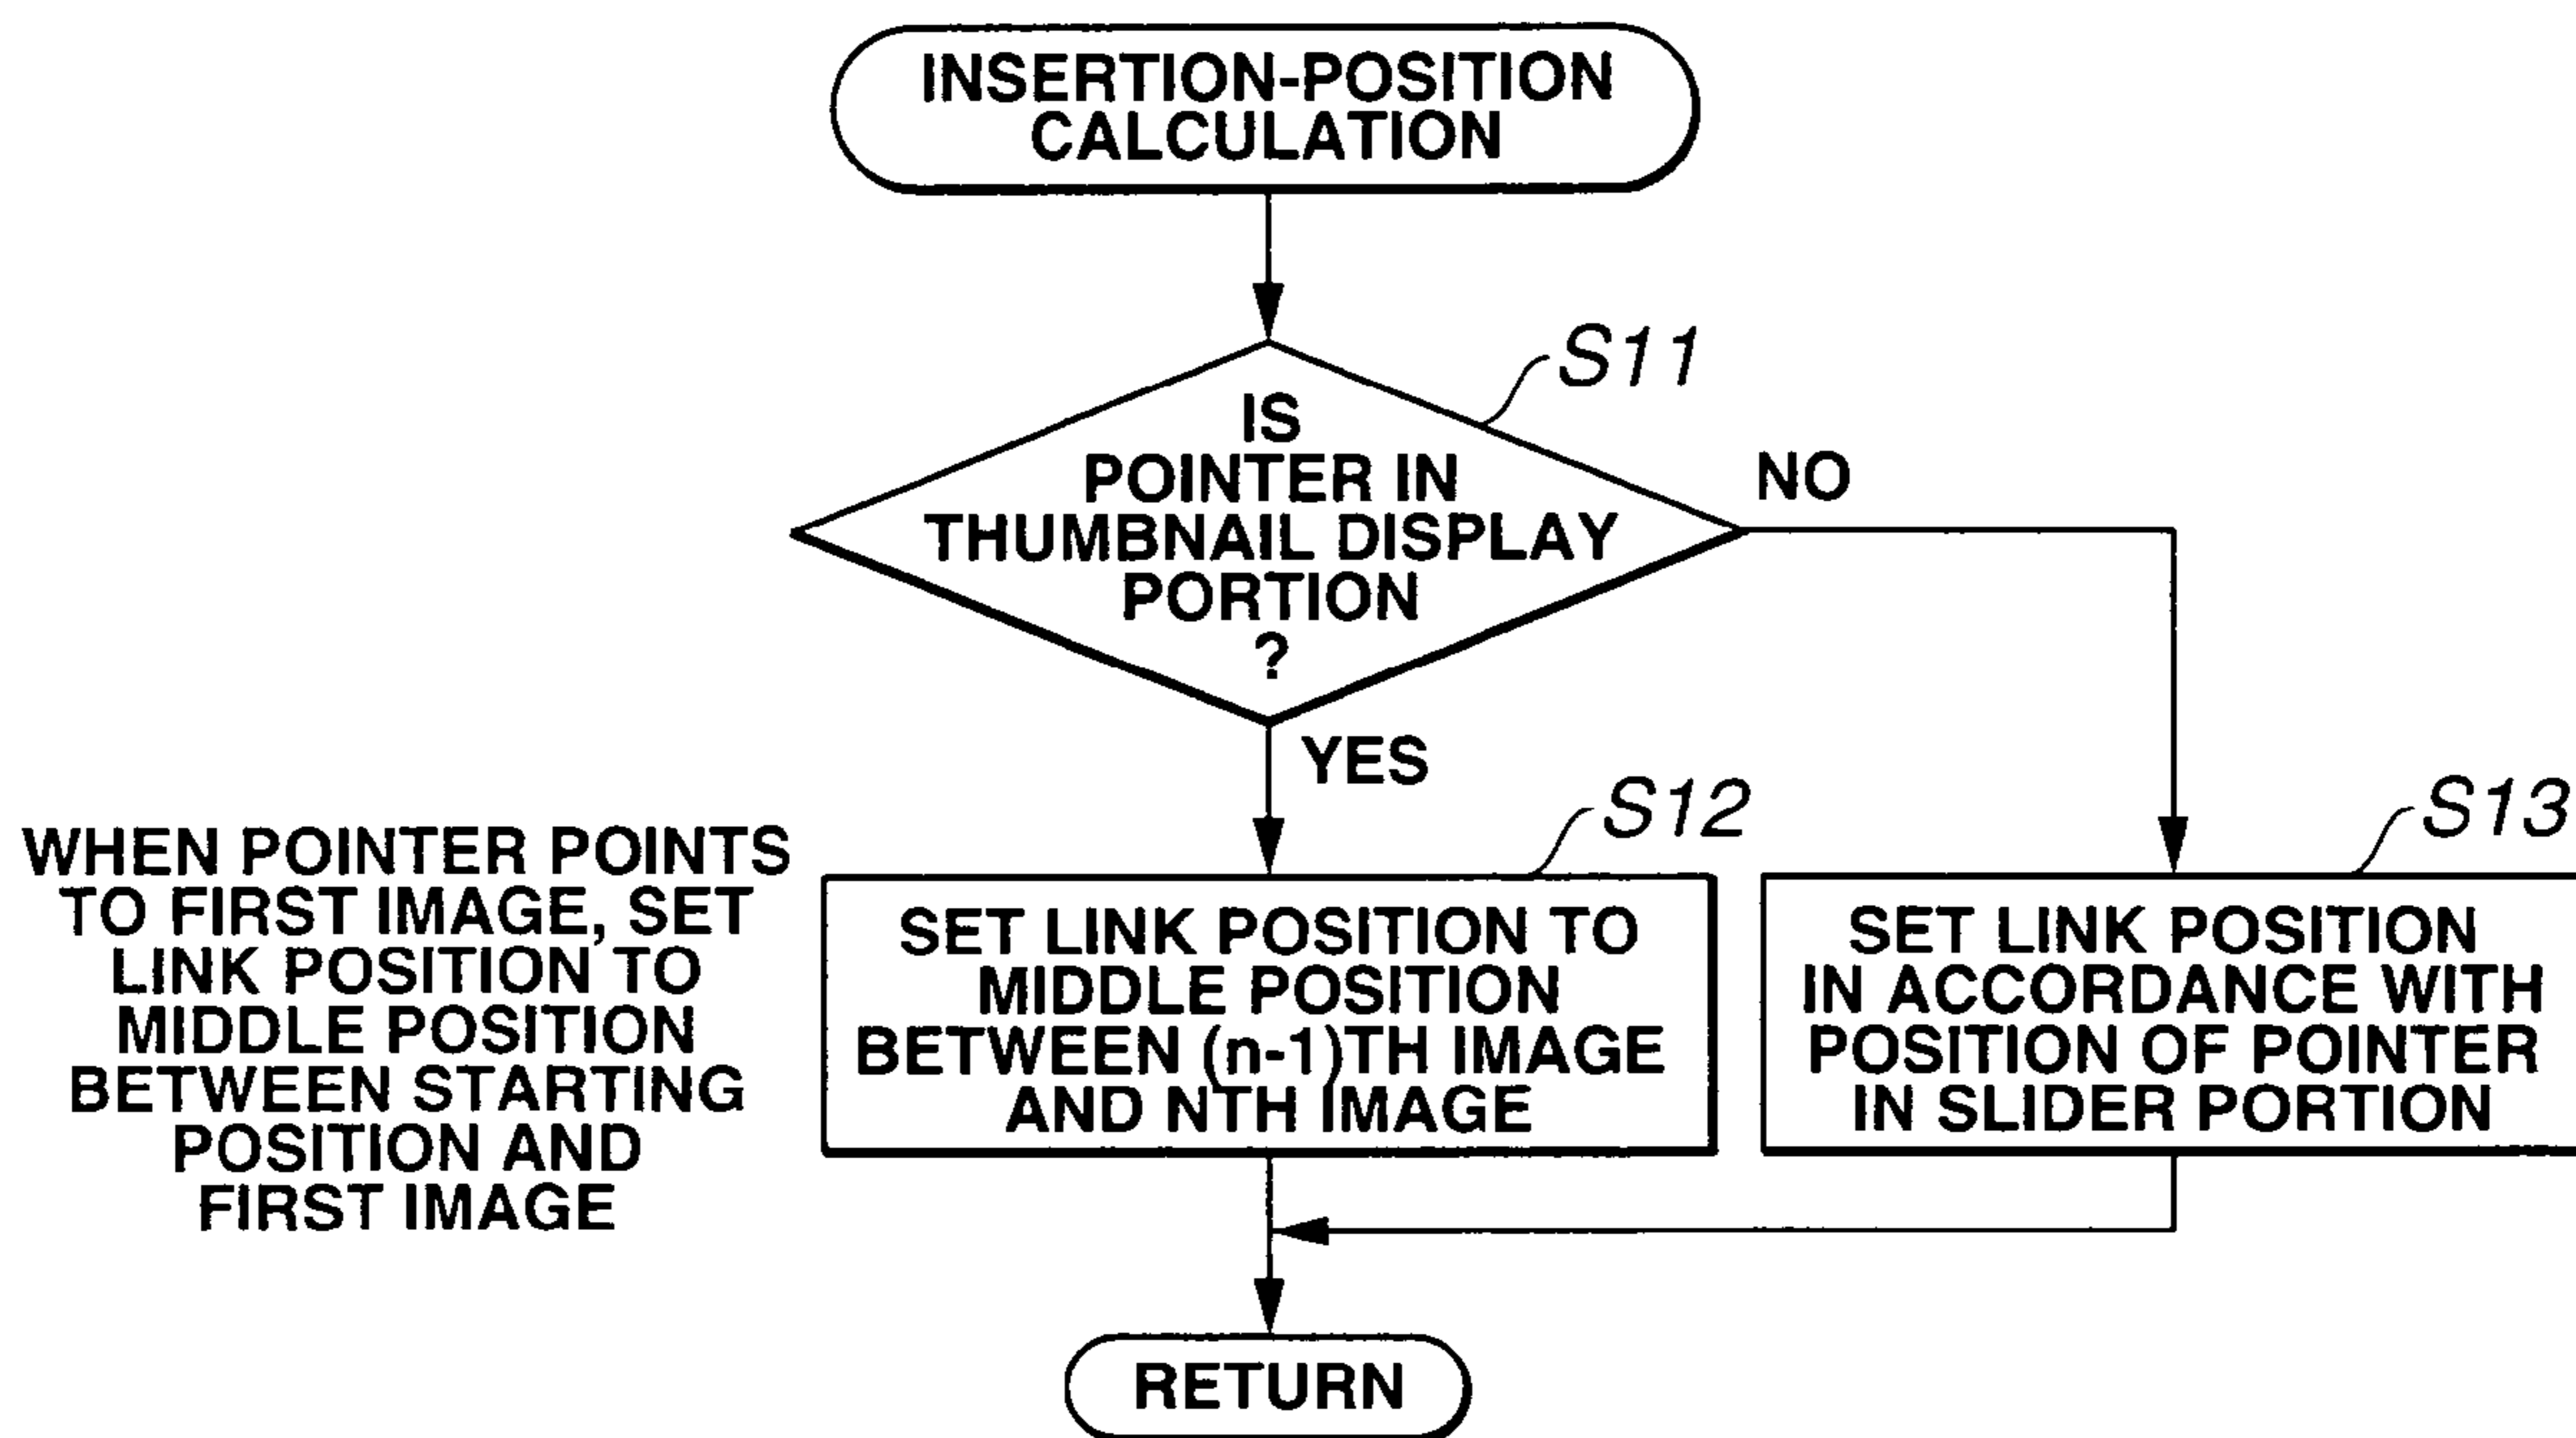 INSERTION-POSITION
CALCULATION
S11
IS
POINTER IN
THUMBNAIL DISPLAY
PORTION
?
NO
YES
WHEN POINTER POINTS
TO FIRST IMAGE, SET
LINK POSITION TO
MIDDLE POSITION
BETWEEN STARTING
POSITION AND
FIRST IMAGE
S12
SET LINK POSITION TO
MIDDLE POSITION
BETWEEN (n-1)TH IMAGE
AND NTH IMAGE
S13
SET LINK POSITION
IN ACCORDANCE WITH
POSITION OF POINTER
IN SLIDER PORTION
RETURN